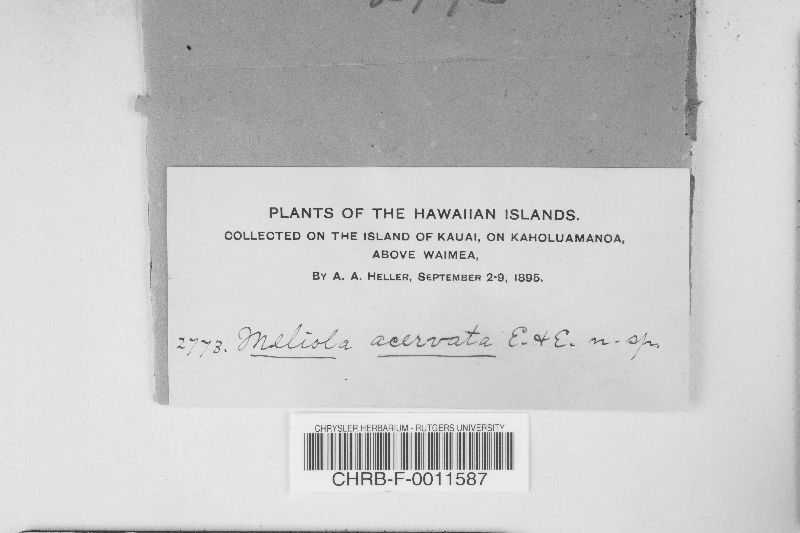 PLANTS OF THE HAWAIIAN ISLANDS.
COLLECTED ON THE ISLAND OF KAUAI, ON KAHOLUAMANOA,
ABOVE WAIMEA,
BY A. A. HELLER, SEPTEMBER 2-9, 1895.
2773. Meliola acervata E. & E. n. sp.
CHRYSLER HERBARIUM - RUTGERS UNIVERSITY
CHRB-F-0011587